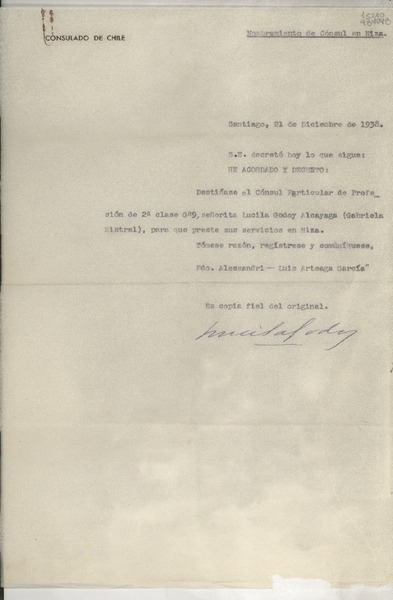 CONSULADO DE CHILE
Nombramiento de Cónsul en Niza.
Santiago, 21 de Diciembre de 1938.
S.E. decretó hoy lo que sigue:
HE ACORDADO Y DECRETO:
Destínase al Cónsul Particular de Profe_
sión de 2ª clase Gº9, señorita Lucila Godoy Alcayaga (Gabriela
Mistral), para que preste sus servicios en Niza.
Tómese razón, regístrese y comuníquese,
Fdo. Alessandri — Luis Arteaga García"
Es copia fiel del original.
Lucila Godoy